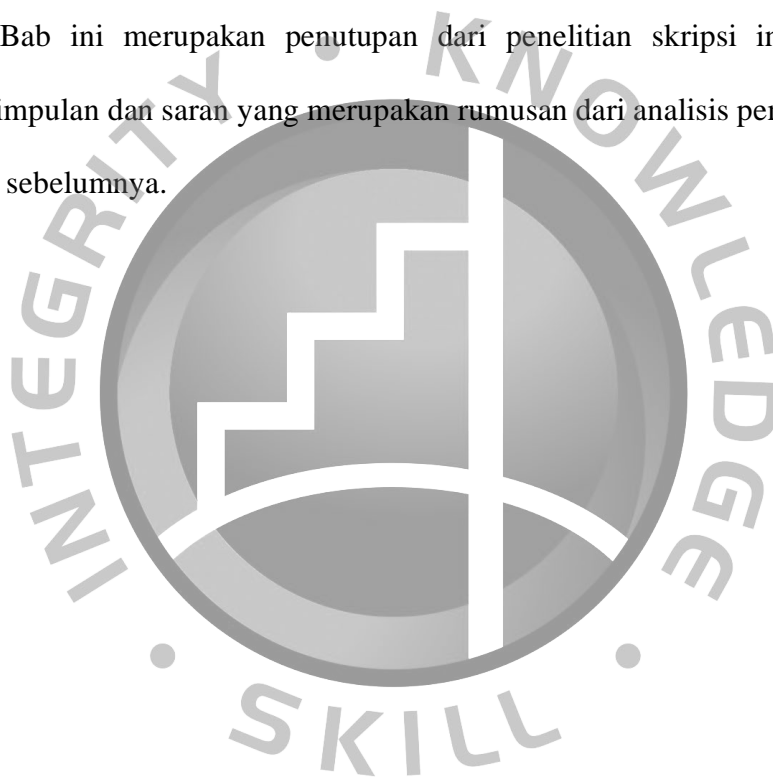 Bab ini merupakan penutupan dari penelitian skripsi in
impulan dan saran yang merupakan rumusan dari analisis per
sebelumnya.
INTEGRITY • KNOWLEDGE • SKILL •